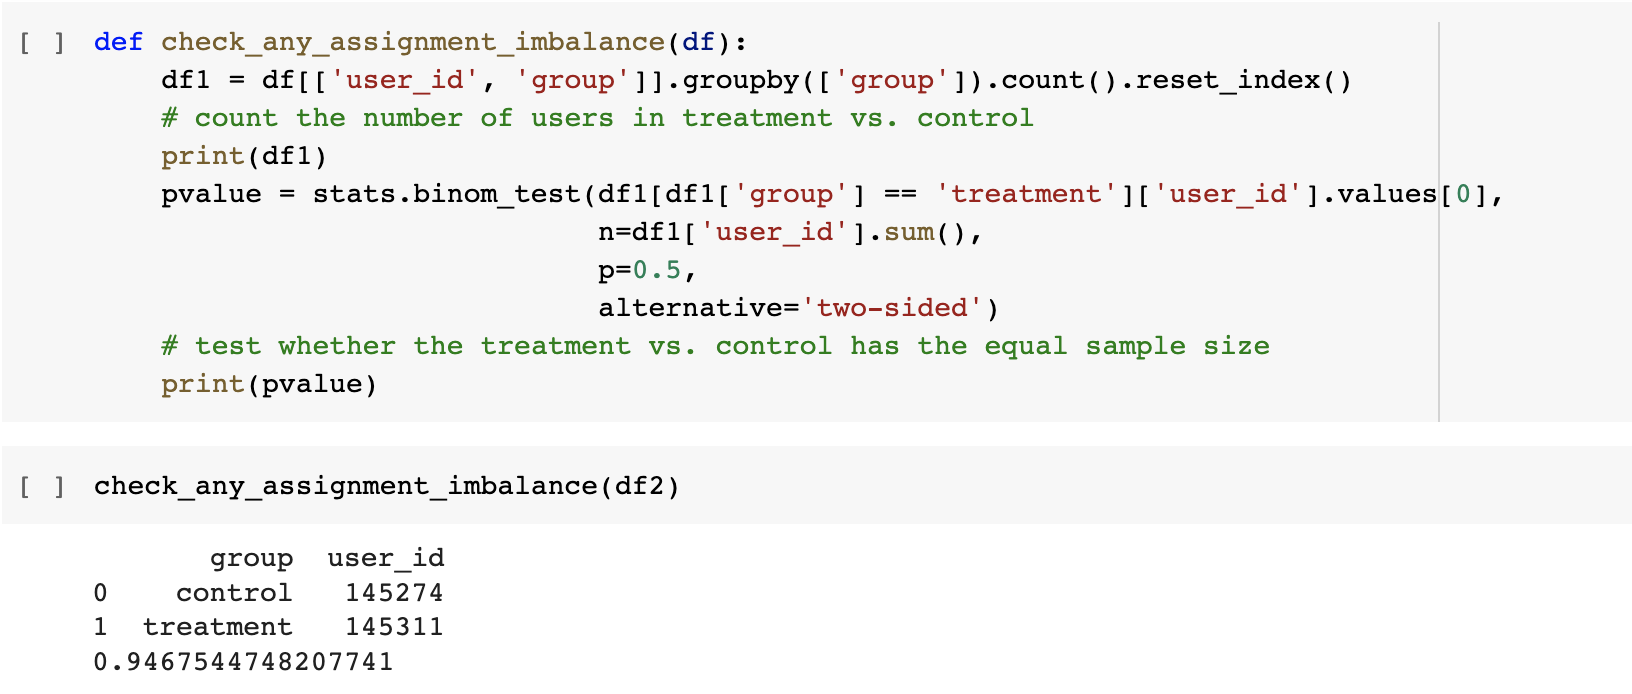 [ ] def check_any_assignment_imbalance(df):
df1 = df[['user_id', 'group']].groupby(['group']).count().reset_index()
# count the number of users in treatment vs. control
print(df1)
pvalue = stats.binom_test(df1[df1['group'] == 'treatment']['user_id'].values[0],
n=df1['user_id'].sum(),
p=0.5,
alternative='two-sided')
# test whether the treatment vs. control has the equal sample size
print(pvalue)
[ ] check_any_assignment_imbalance(df2)
group user_id
0 control 145274
1 treatment 145311
0.9467544748207741